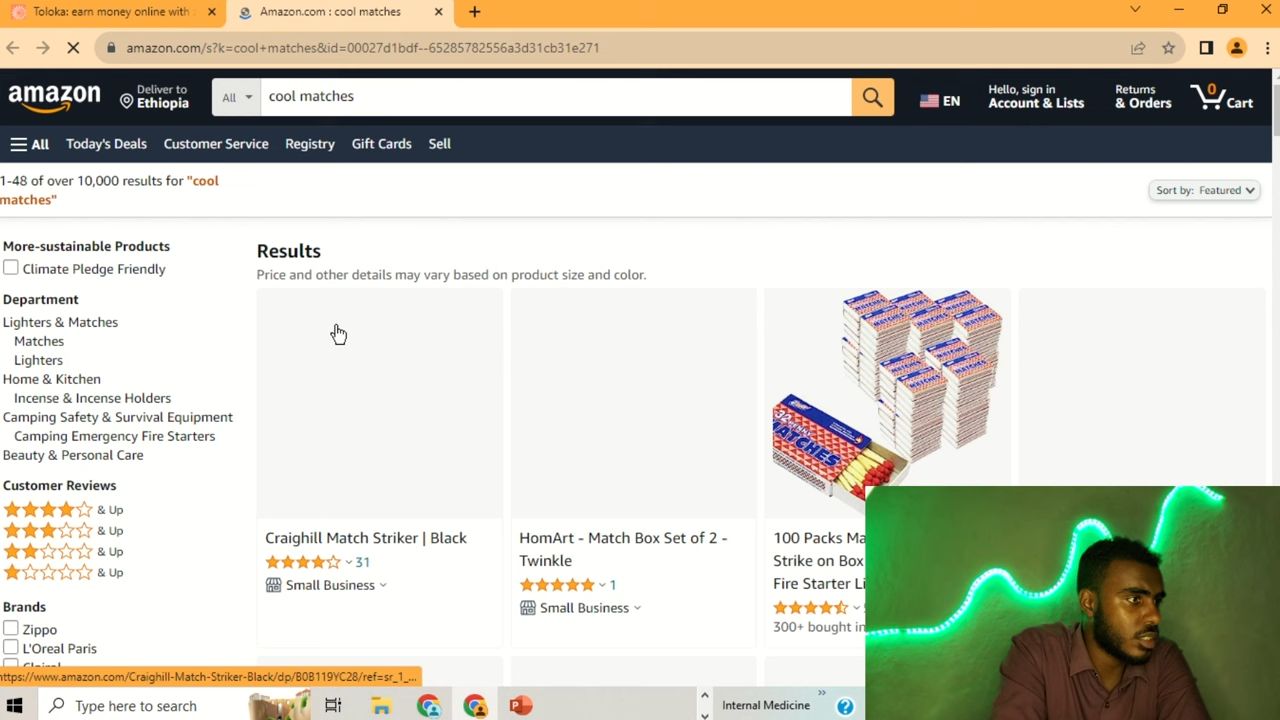 Toloka: earn money online with
Amazon.com : cool matches
amazon.com/s?k=cool+matches&id=00027d1bdf--65285782556a3d31cb31e271
amazon
Deliver to
Ethiopia
All
cool matches
EN
Hello, sign in
Account & Lists
Returns
& Orders
0
Cart
All
Today's Deals
Customer Service
Registry
Gift Cards
Sell
1-48 of over 10,000 results for "cool
matches"
Sort by: Featured
More-sustainable Products
Climate Pledge Friendly
Department
Lighters & Matches
Matches
Lighters
Home & Kitchen
Incense & Incense Holders
Camping Safety & Survival Equipment
Camping Emergency Fire Starters
Beauty & Personal Care
Customer Reviews
& Up
& Up
& Up
& Up
Brands
Zippo
L'Oreal Paris
Clairol
Results
Price and other details may vary based on product size and color.
32
MATCHES
Craighill Match Striker | Black
31
Small Business
HomArt - Match Box Set of 2 -
Twinkle
1
Small Business
100 Packs Ma
Strike on Box
Fire Starter Li
300+ bought in
https://www.amazon.com/Craighill-Match-Striker-Black/dp/B0B119YC28/ref=sr_1_...
Type here to search
Internal Medicine